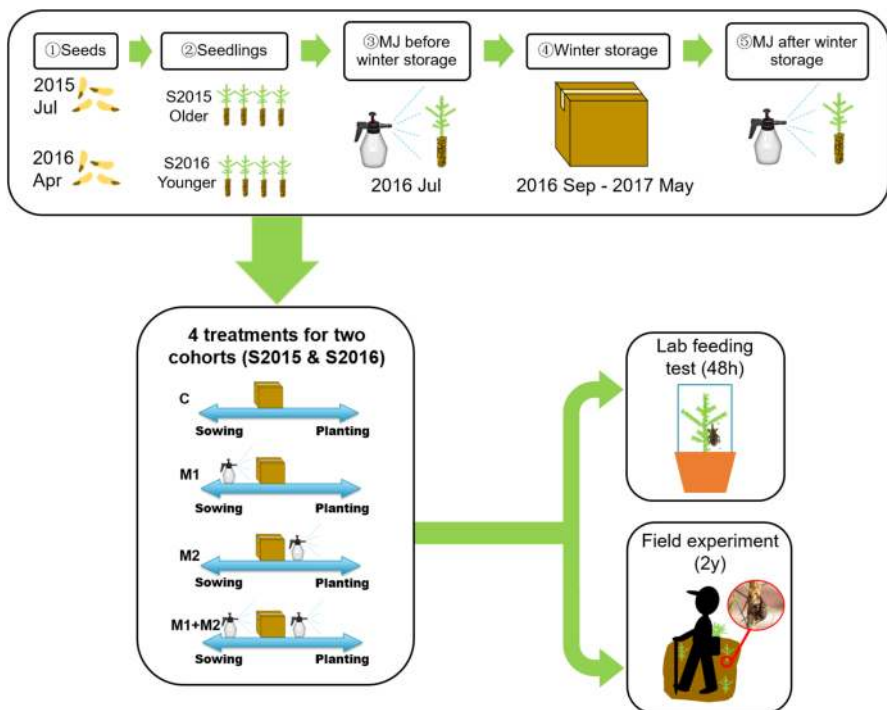 ①Seeds
②Seedlings
③MJ before
winter storage
④Winter storage
⑤MJ after winter
storage
2015
Jul
S2015
Older
2016
Apr
S2016
Younger
2016 Jul
2016 Sep - 2017 May
4 treatments for two
cohorts (S2015 & S2016)
C
Sowing
Planting
M1
Sowing
Planting
M2
Sowing
Planting
M1+M2
Sowing
Planting
Lab feeding
test (48h)
Field experiment
(2y)